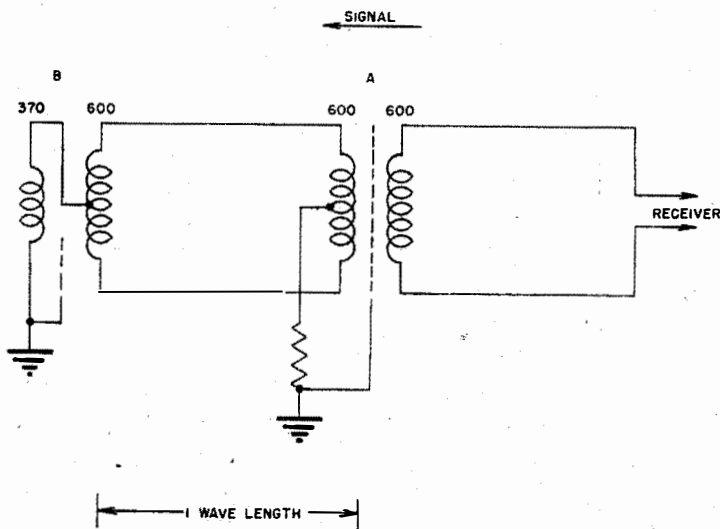 SIGNAL
B
A
370 600 600 600
RECEIVER
1 WAVE LENGTH